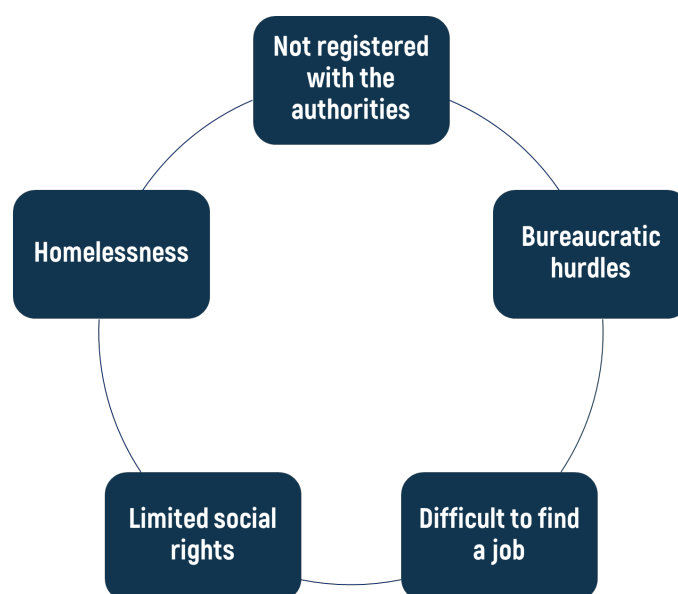 Not registered
with the
authorities
Bureaucratic
hurdles
Difficult to find
a job
Limited social
rights
Homelessness